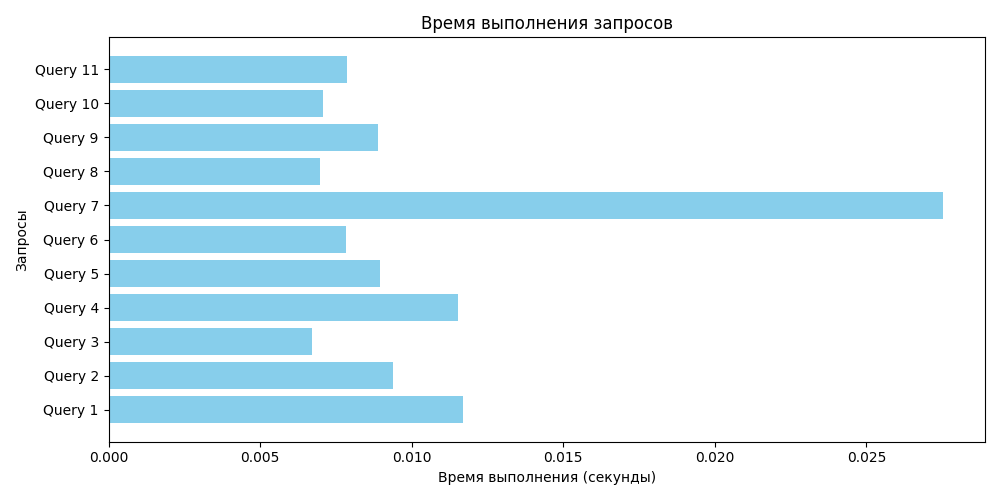 Время выполнения запросов
Query 11
Query 10
Query 9
Query 8
Query 7
Query 6
Query 5
Query 4
Query 3
Query 2
Query 1
Запросы
0.000 0.005 0.010 0.015 0.020 0.025
Время выполнения (секунды)